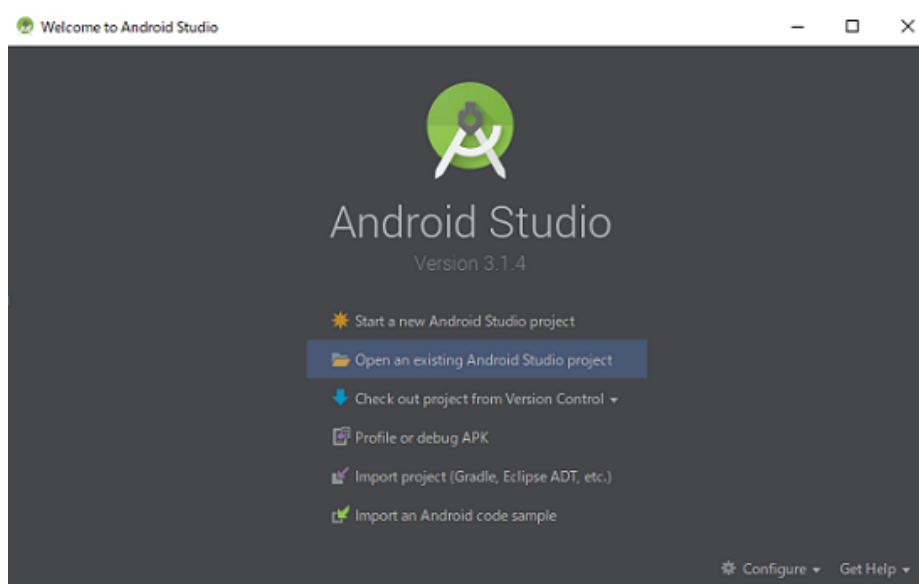 Welcome to Android Studio
Android Studio
Version 3.1.4
Start a new Android Studio project
Open an existing Android Studio project
Check out project from Version Control
Profile or debug APK
Import project (Gradle, Eclipse ADT, etc.)
Import an Android code sample
Configure Get Help